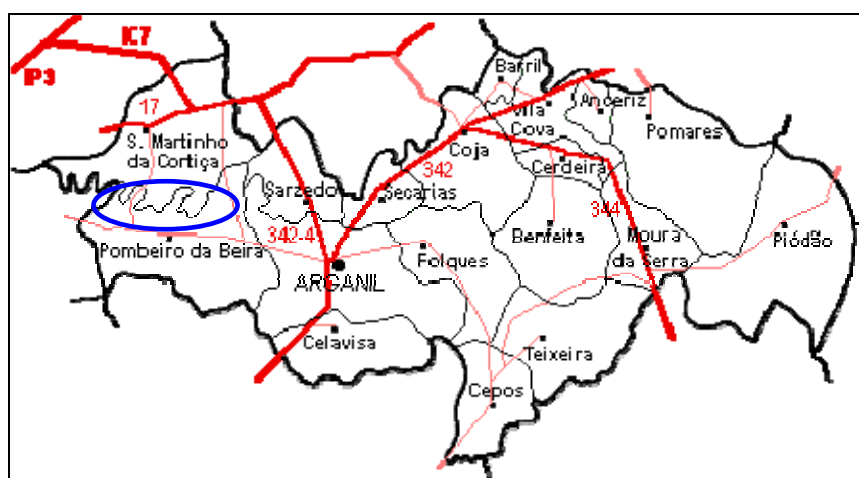 K7
IP3
17
S. Martinho
da Cortiça
Barril
Vila
Cova
Anceriz
Pomares
Coja
Cerdeira
342
Secarias
Sarzedo
344
342-4
Benfeita
Moura
da Serra
Piódão
Pombeiro da Beira
Folques
ARGANIL
Celavisa
Teixeira
Cepos